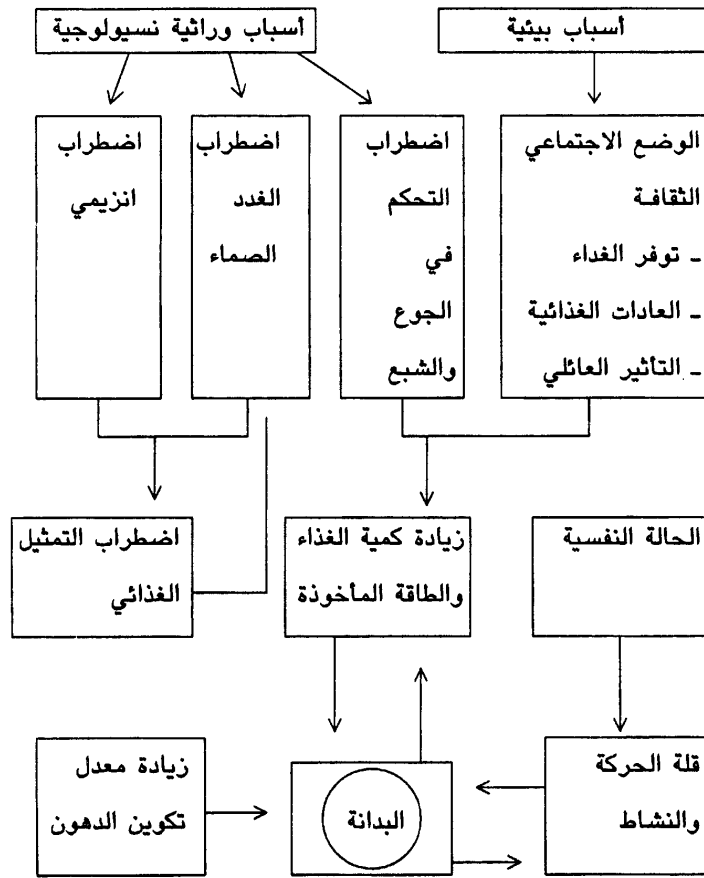 أسباب بيئية
أسباب وراثية نسيولوجية
الوضع الاجتماعي
الثقافة
ـ توفر الغداء
ـ العادات الغذائية
ـ التأثير العائلي
اضطراب
التحكم
في
الجوع
والشبع
اضطراب
الغدد
الصماء
اضطراب
انزيمي
الحالة النفسية
زيادة كمية الغذاء
والطاقة المأخوذة
اضطراب التمثيل
الغذائي
قلة الحركة
والنشاط
البدانة
زيادة معدل
تكوين الدهون